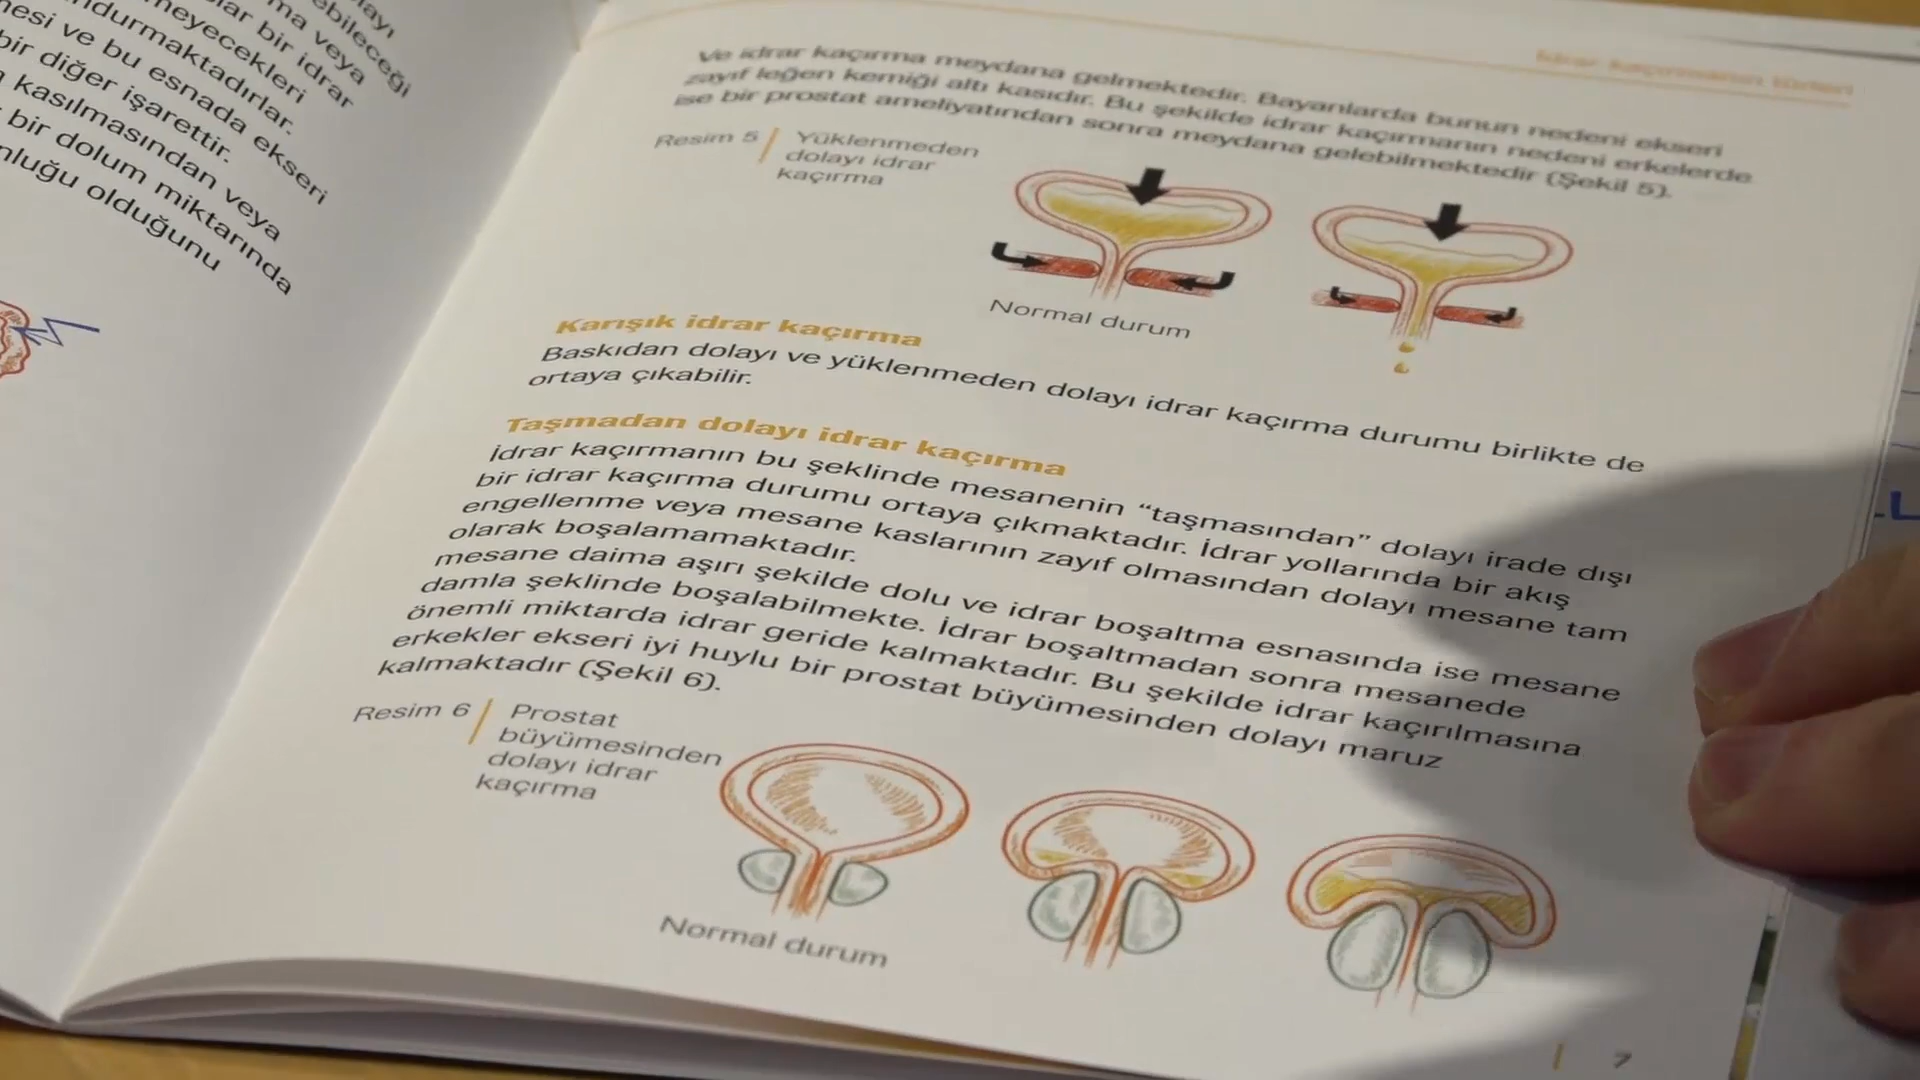 layı
ebileceği
ma veya
lar bir idrar
meyecekleri
ndurmaktadırlar.
nesi ve bu esnada ekseri
bir diğer işarettir.
kasılmasından veya
bir dolum miktarında
nluğu olduğunu
İdrar kaçırmanın türleri
Ve idrar kaçırma meydana gelmektedir. Bayanlarda bunun nedeni ekseri
zayıf leğen kemiği altı kasıdır. Bu şekilde idrar kaçırmanın nedeni erkelerde
ise bir prostat ameliyatından sonra meydana gelebilmektedir (Şekil 5).
Resim 5
Yüklenmeden
dolayı idrar
kaçırma
Normal durum
Karışık idrar kaçırma
Baskıdan dolayı ve yüklenmeden dolayı idrar kaçırma durumu birlikte de
ortaya çıkabilir.
Taşmadan dolayı idrar kaçırma
İdrar kaçırmanın bu şeklinde mesanenin “taşmasından” dolayı irade dışı
bir idrar kaçırma durumu ortaya çıkmaktadır. İdrar yollarında bir akış
engellenme veya mesane kaslarının zayıf olmasından dolayı mesane tam
olarak boşalamamaktadır.
mesane daima aşırı şekilde dolu ve idrar boşaltma esnasında ise mesane
damla şeklinde boşalabilmekte. İdrar boşaltmadan sonra mesanede
önemli miktarda idrar geride kalmaktadır. Bu şekilde idrar kaçırılmasına
erkekler ekseri iyi huylu bir prostat büyümesinden dolayı maruz
kalmaktadır (Şekil 6).
Resim 6
Prostat
büyümesinden
dolayı idrar
kaçırma
Normal durum
7